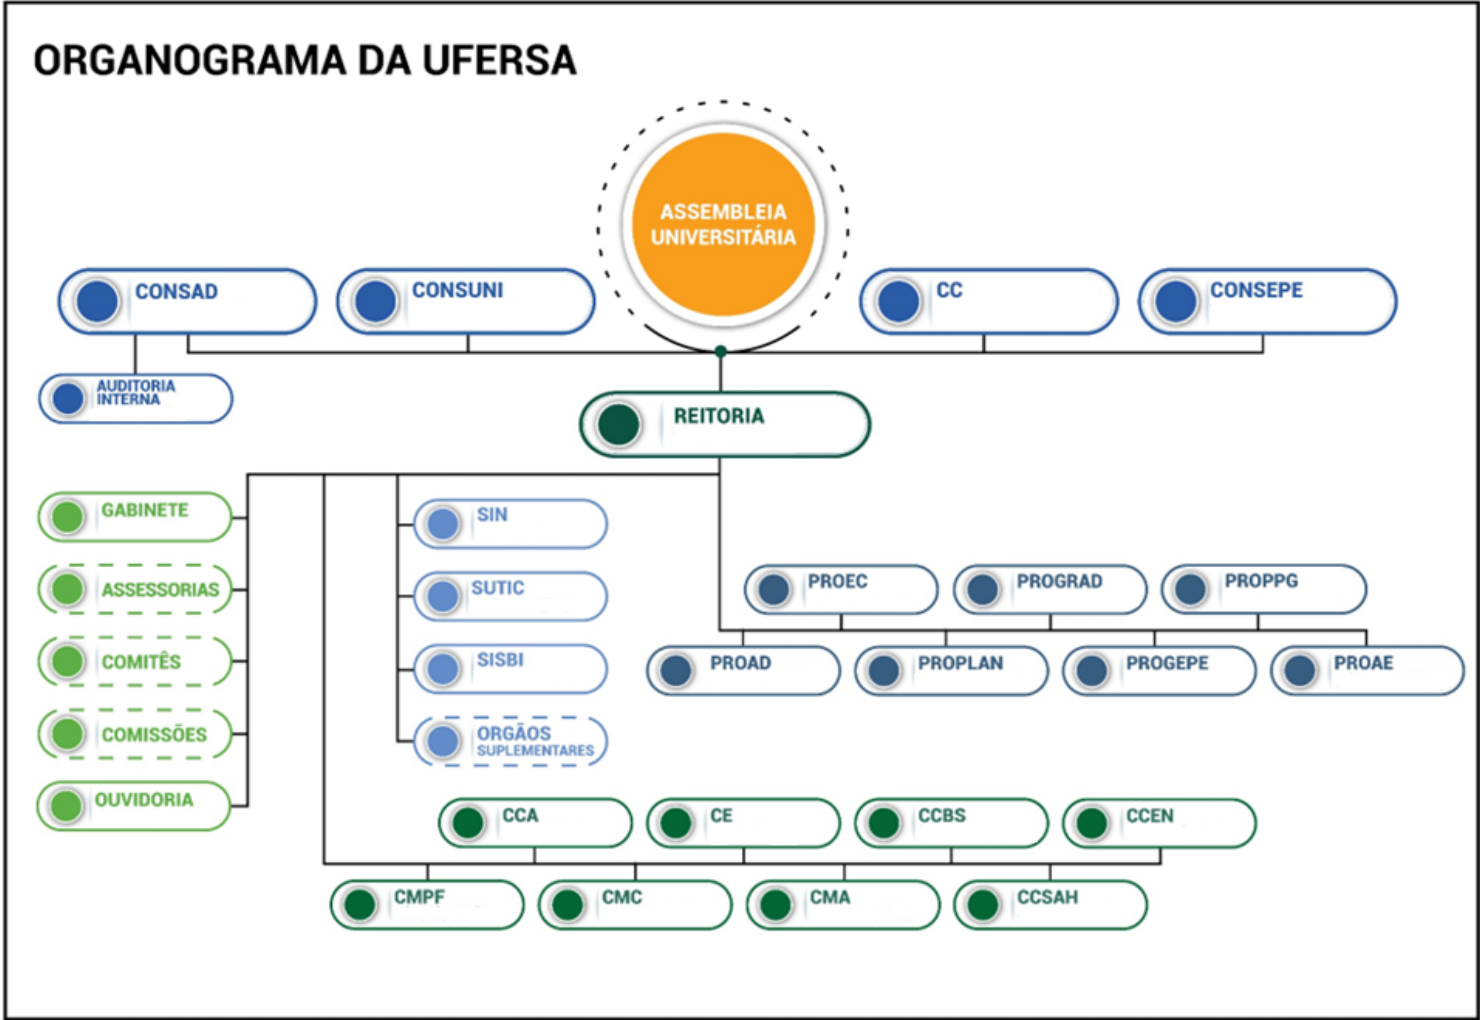 ORGANOGRAMA DA UFERSA
ASSEMBLEIA
UNIVERSITÁRIA
CONSAD
CONSUNI
CC
CONSEPE
AUDITORIA
INTERNA
REITORIA
GABINETE
ASSESSORIAS
COMITÊS
COMISSÕES
OUVIDORIA
SIN
SUTIC
SISBI
ORGÃOS
SUPLEMENTARES
PROEC
PROGRAD
PROPPG
PROAD
PROPLAN
PROGEPE
PROAE
CCA
CE
CCBS
CCEN
CMPF
CMC
CMA
CCSAH